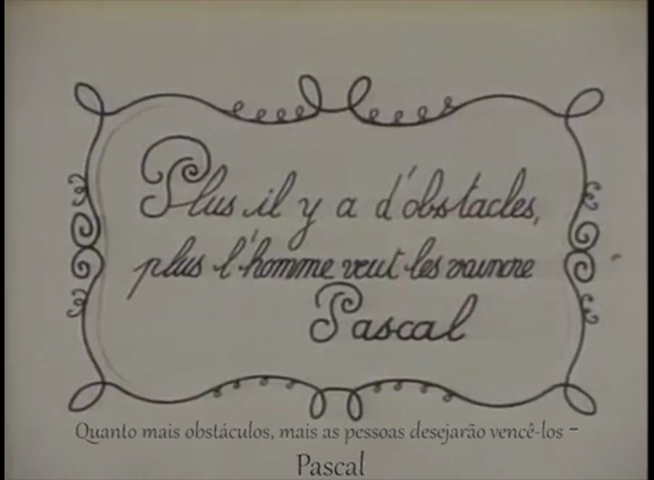 Plus il y a d'obstacles,
plus l'homme veut les vaincre
Pascal
Quanto mais obstáculos, mais as pessoas desejarão vencê-los -
Pascal